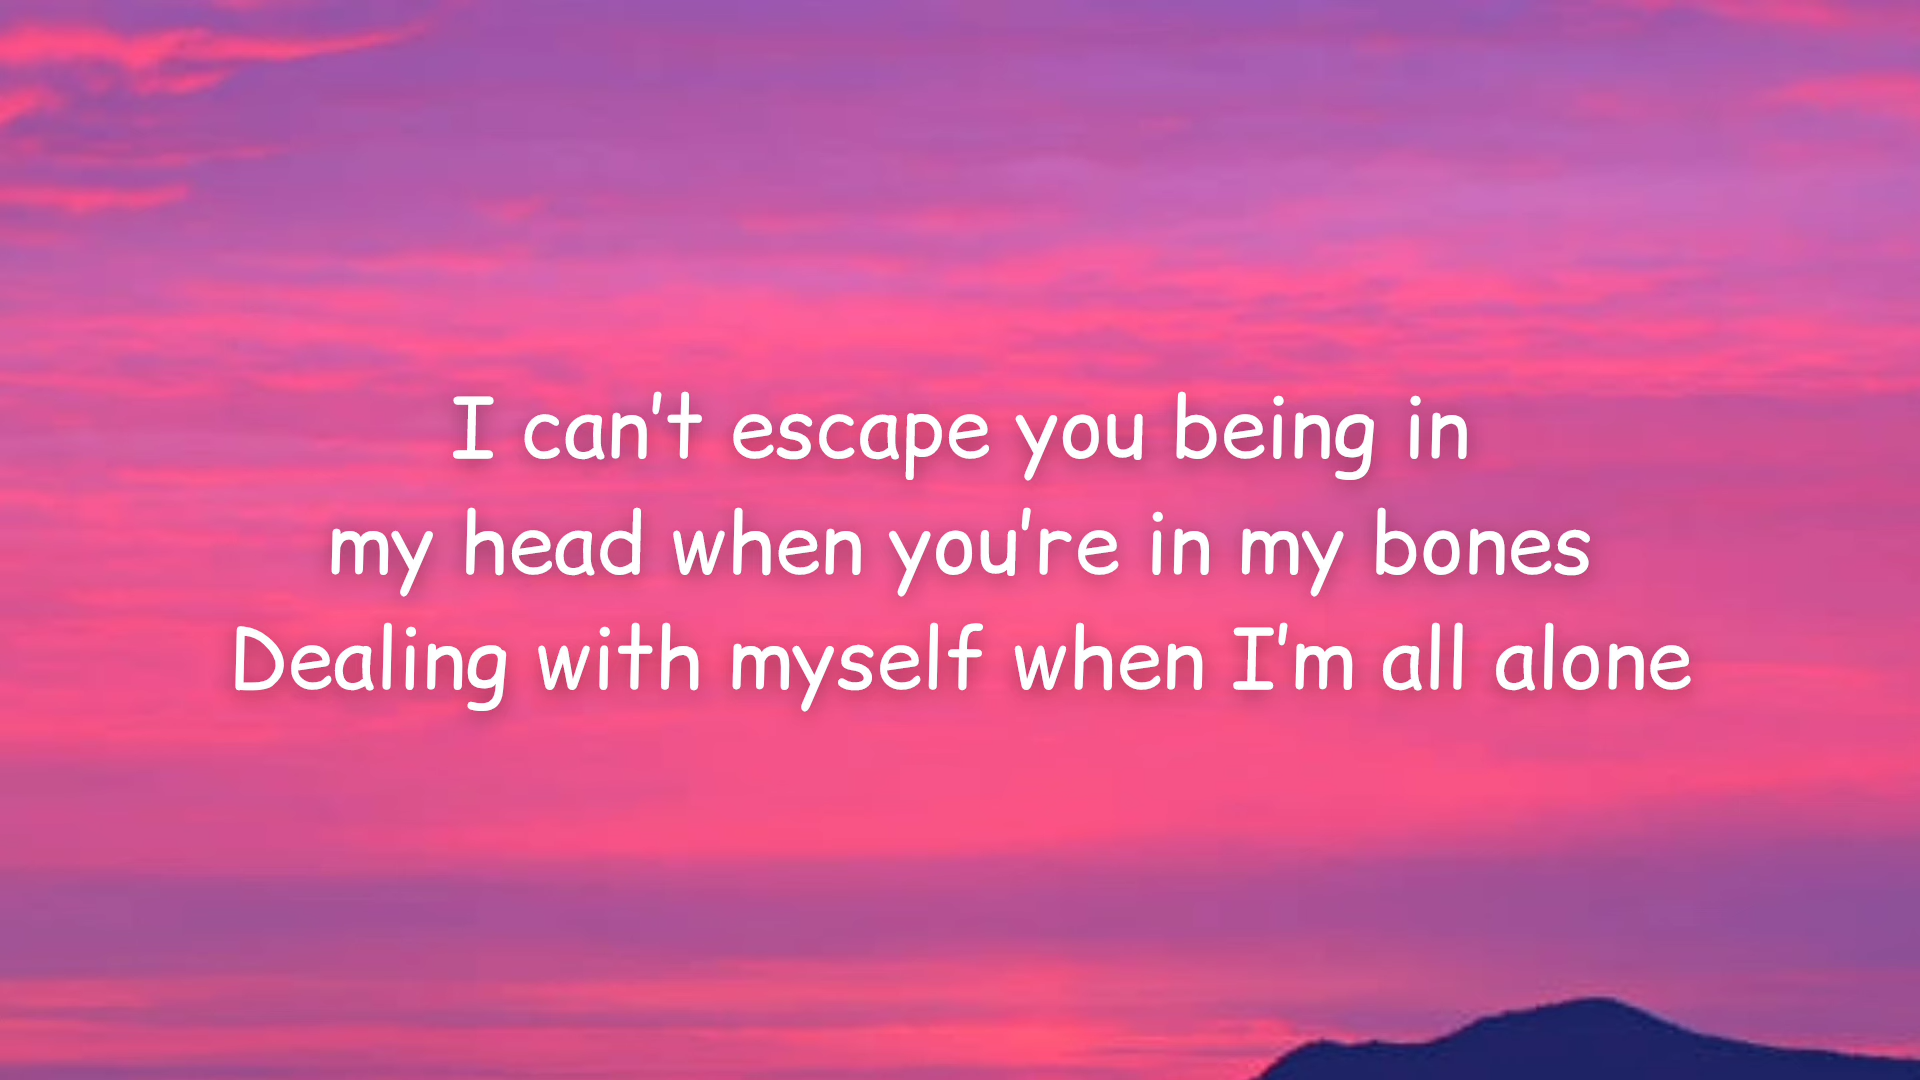 I can't escape you being in
my head when you're in my bones
Dealing with myself when I'm all alone